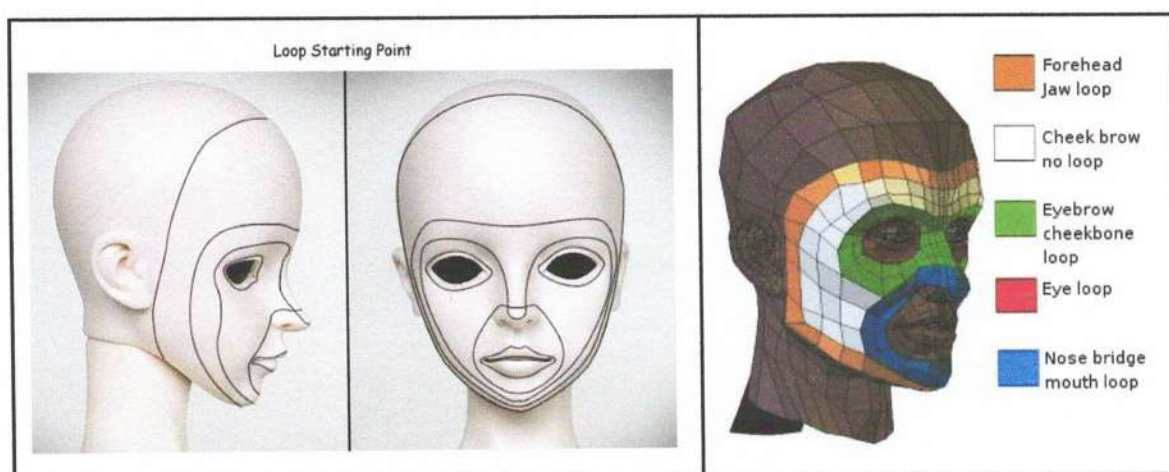 Loop Starting Point
Forehead
Jaw loop
Cheek brow
no loop
Eyebrow
cheekbone
loop
Eye loop
Nose bridge
mouth loop